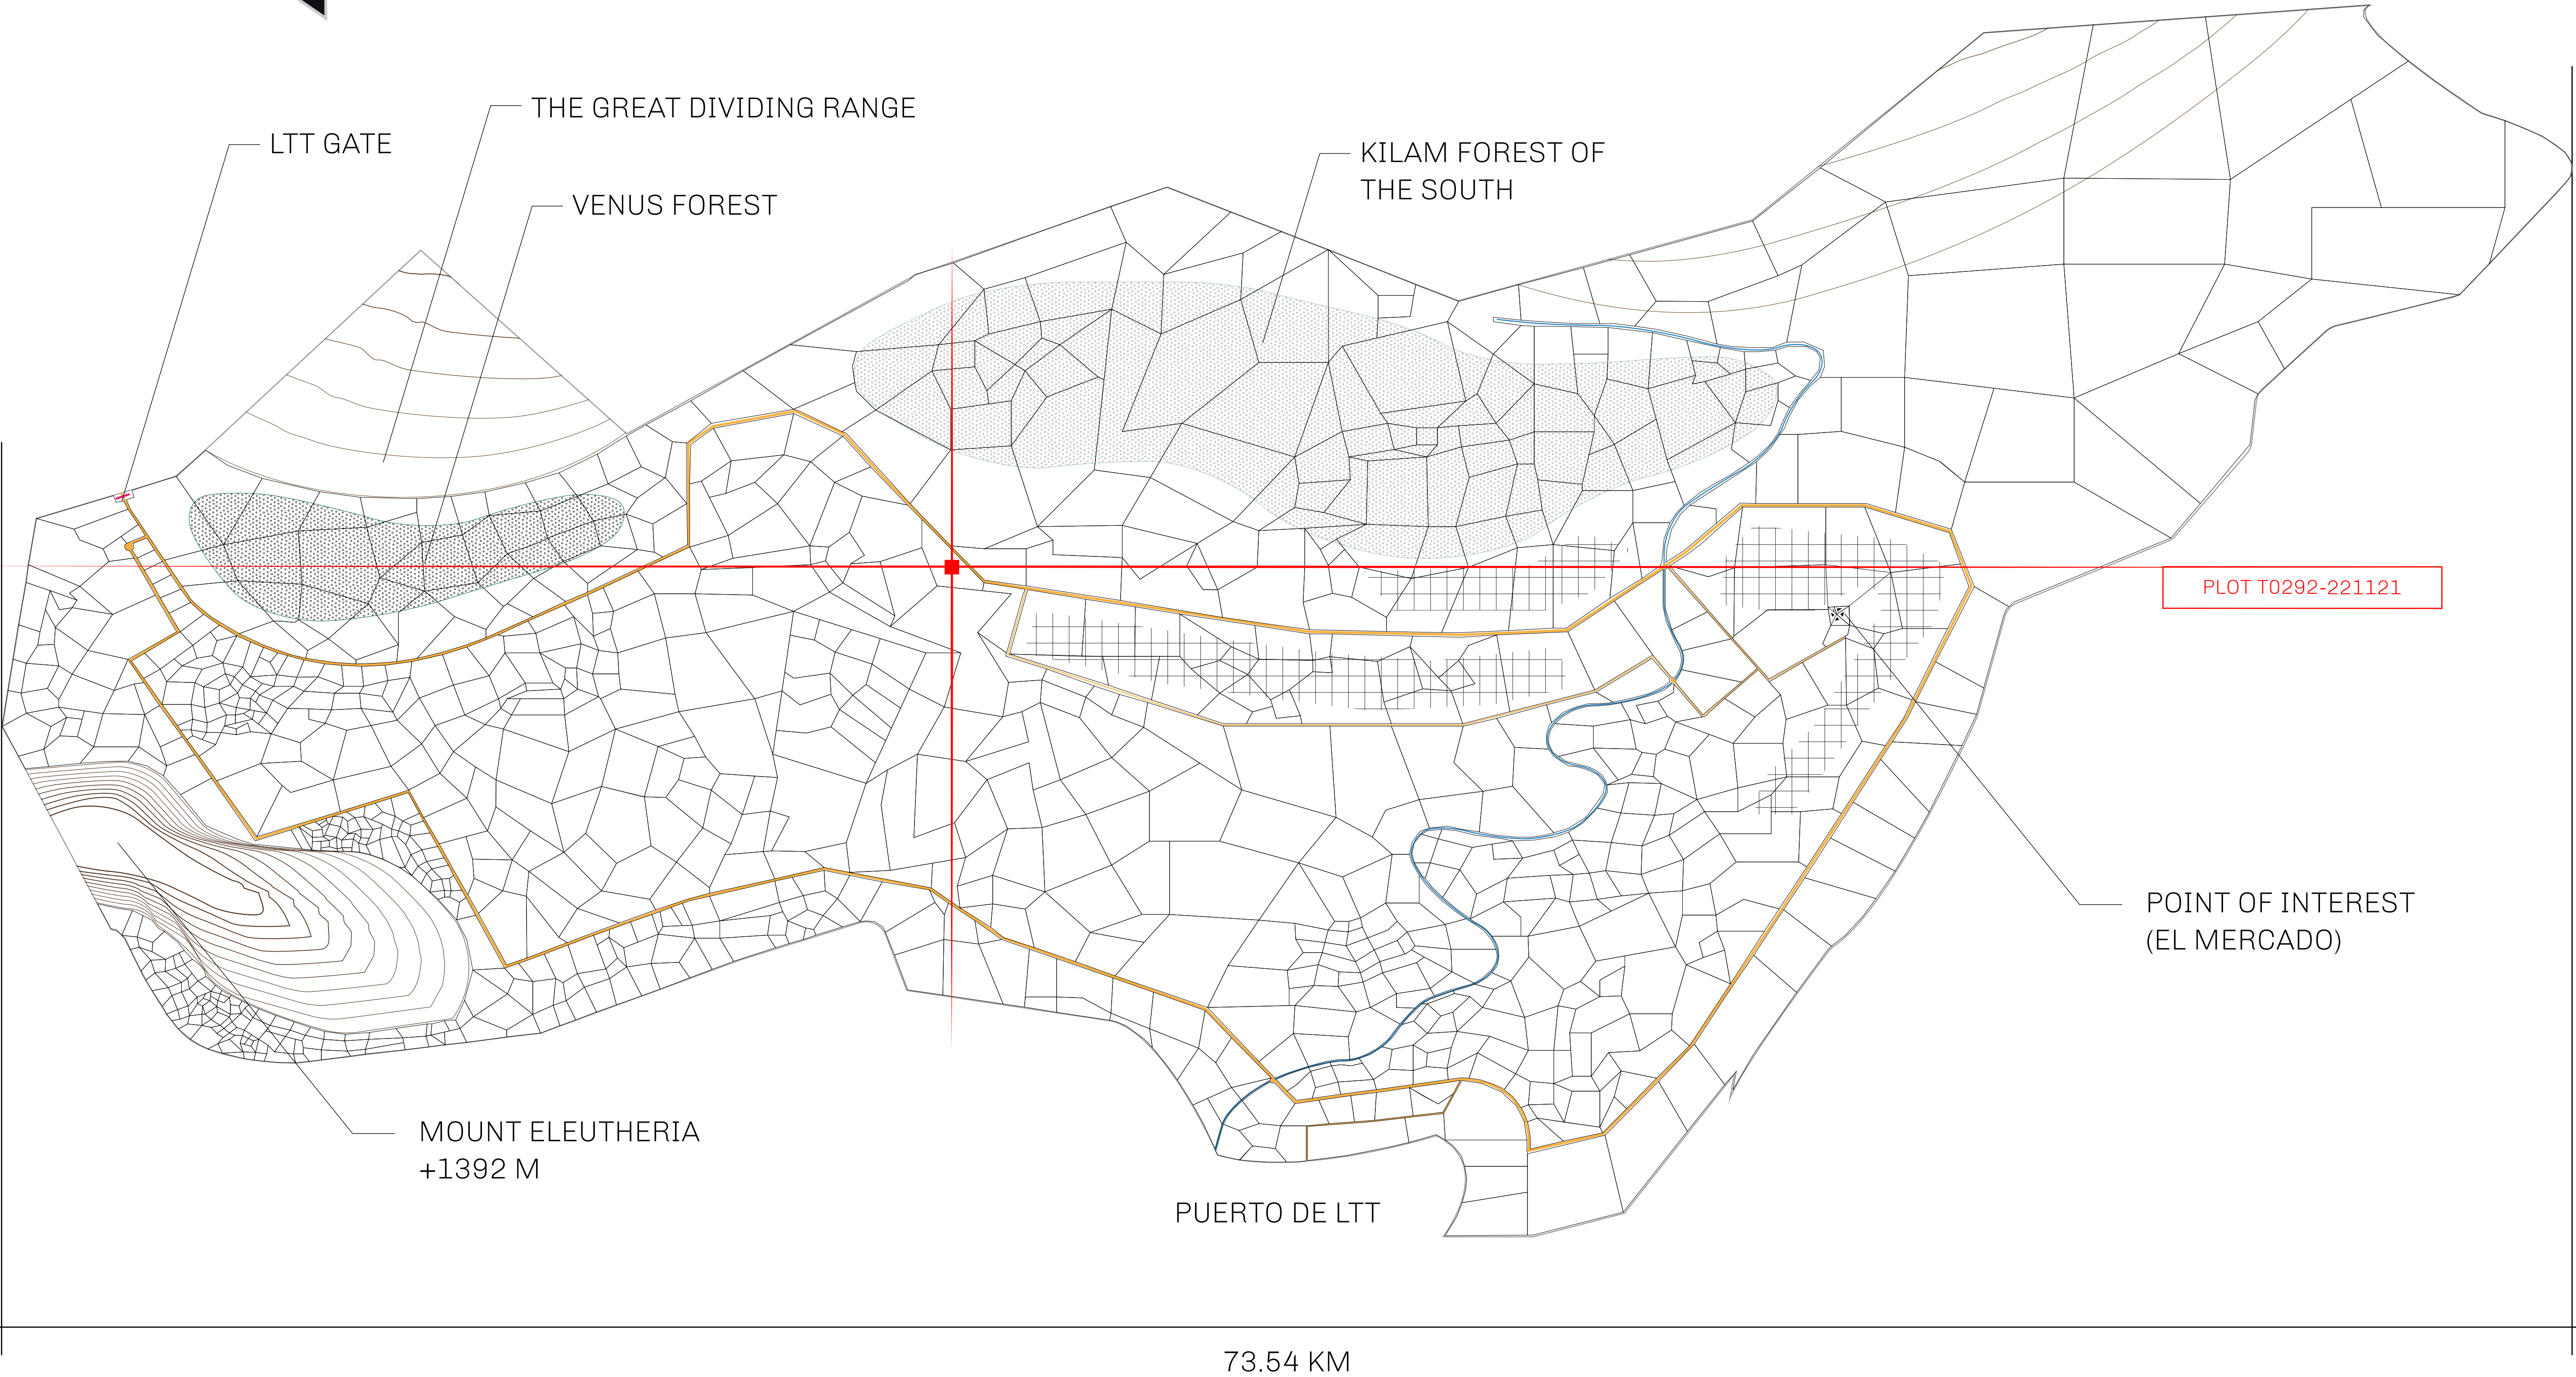 THE GREAT DIVIDING RANGE
LTT GATE
VENUS FOREST
KILAM FOREST OF
THE SOUTH
PLOT T0292-221121
POINT OF INTEREST
(EL MERCADO)
MOUNT ELEUTHERIA
+1392 M
PUERTO DE LTT
73.54 KM